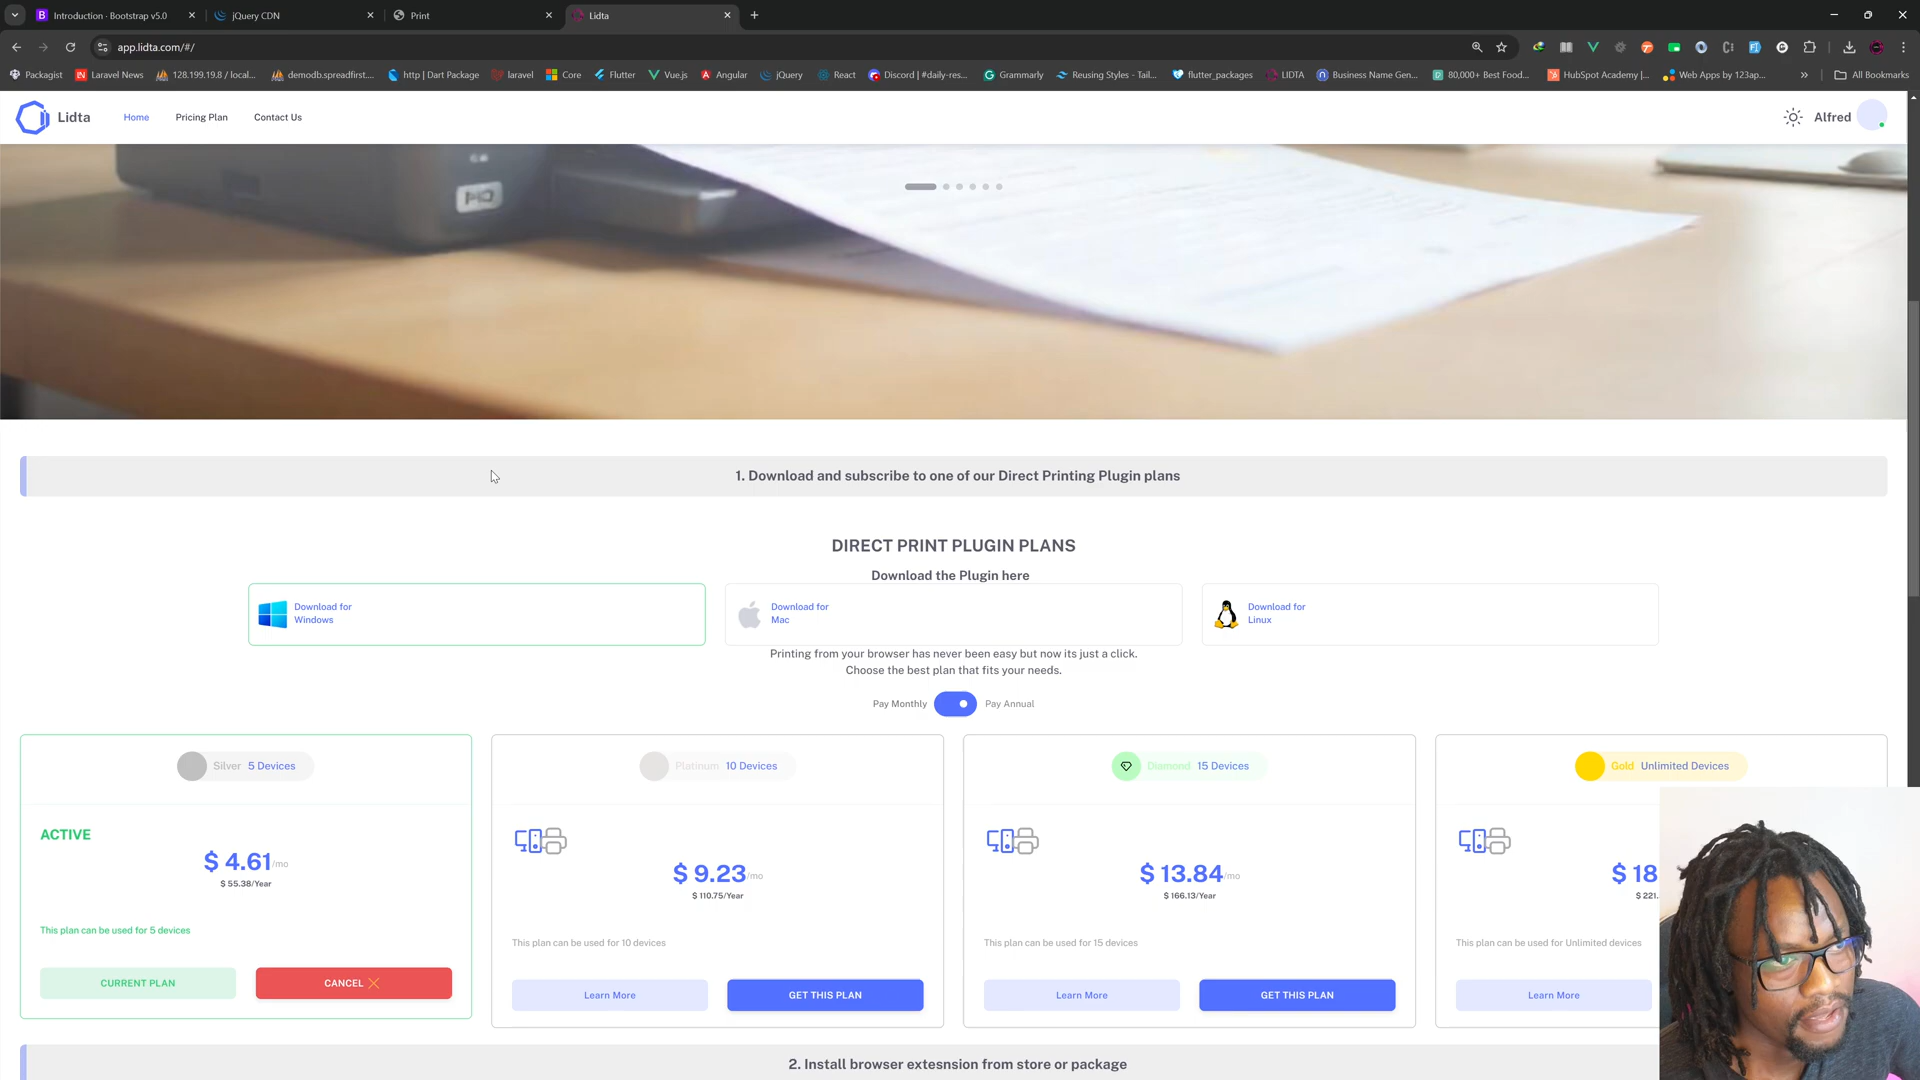 Introduction · Bootstrap v5.0
jQuery CDN
Print
Lidta
app.lidta.com/#/
Packagist
Laravel News
128.199.19.8 / local...
demodb.spreadfirst....
http | Dart Package
laravel
Core
Flutter
Vue.js
Angular
jQuery
React
Discord | #daily-res...
Grammarly
Reusing Styles - Tail...
flutter_packages
LIDTA
Business Name Gen...
80,000+ Best Food...
HubSpot Academy |...
Web Apps by 123ap...
All Bookmarks
Lidta
Home
Pricing Plan
Contact Us
Alfred
1. Download and subscribe to one of our Direct Printing Plugin plans
DIRECT PRINT PLUGIN PLANS
Download the Plugin here
Download for
Windows
Download for
Mac
Download for
Linux
Printing from your browser has never been easy but now its just a click.
Choose the best plan that fits your needs.
Pay Monthly
Pay Annual
Silver 5 Devices
ACTIVE
$ 4.61/mo
$ 55.38/Year
This plan can be used for 5 devices
CURRENT PLAN
CANCEL
Platinum 10 Devices
$ 9.23/mo
$ 110.75/Year
This plan can be used for 10 devices
Learn More
GET THIS PLAN
Diamond 15 Devices
$ 13.84/mo
$ 166.13/Year
This plan can be used for 15 devices
Learn More
GET THIS PLAN
Gold Unlimited Devices
$ 18
$ 221.
This plan can be used for Unlimited devices
Learn More
2. Install browser extesnsion from store or package